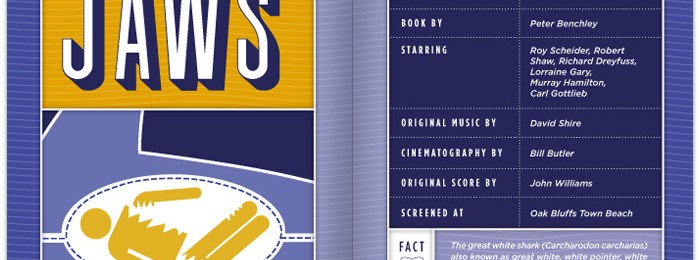 JAWS
BOOK BY
Peter Benchley
STARRING
Roy Scheider, Robert
Shaw, Richard Dreyfuss,
Lorraine Gary,
Murray Hamilton,
Carl Gottlieb
ORIGINAL MUSIC BY
David Shire
CINEMATOGRAPHY BY
Bill Butler
ORIGINAL SCORE BY
John Williams
SCREENED AT
Oak Bluffs Town Beach
FACT
The great white shark (Carcharodon carcharias)
also known as great white, white pointer, white